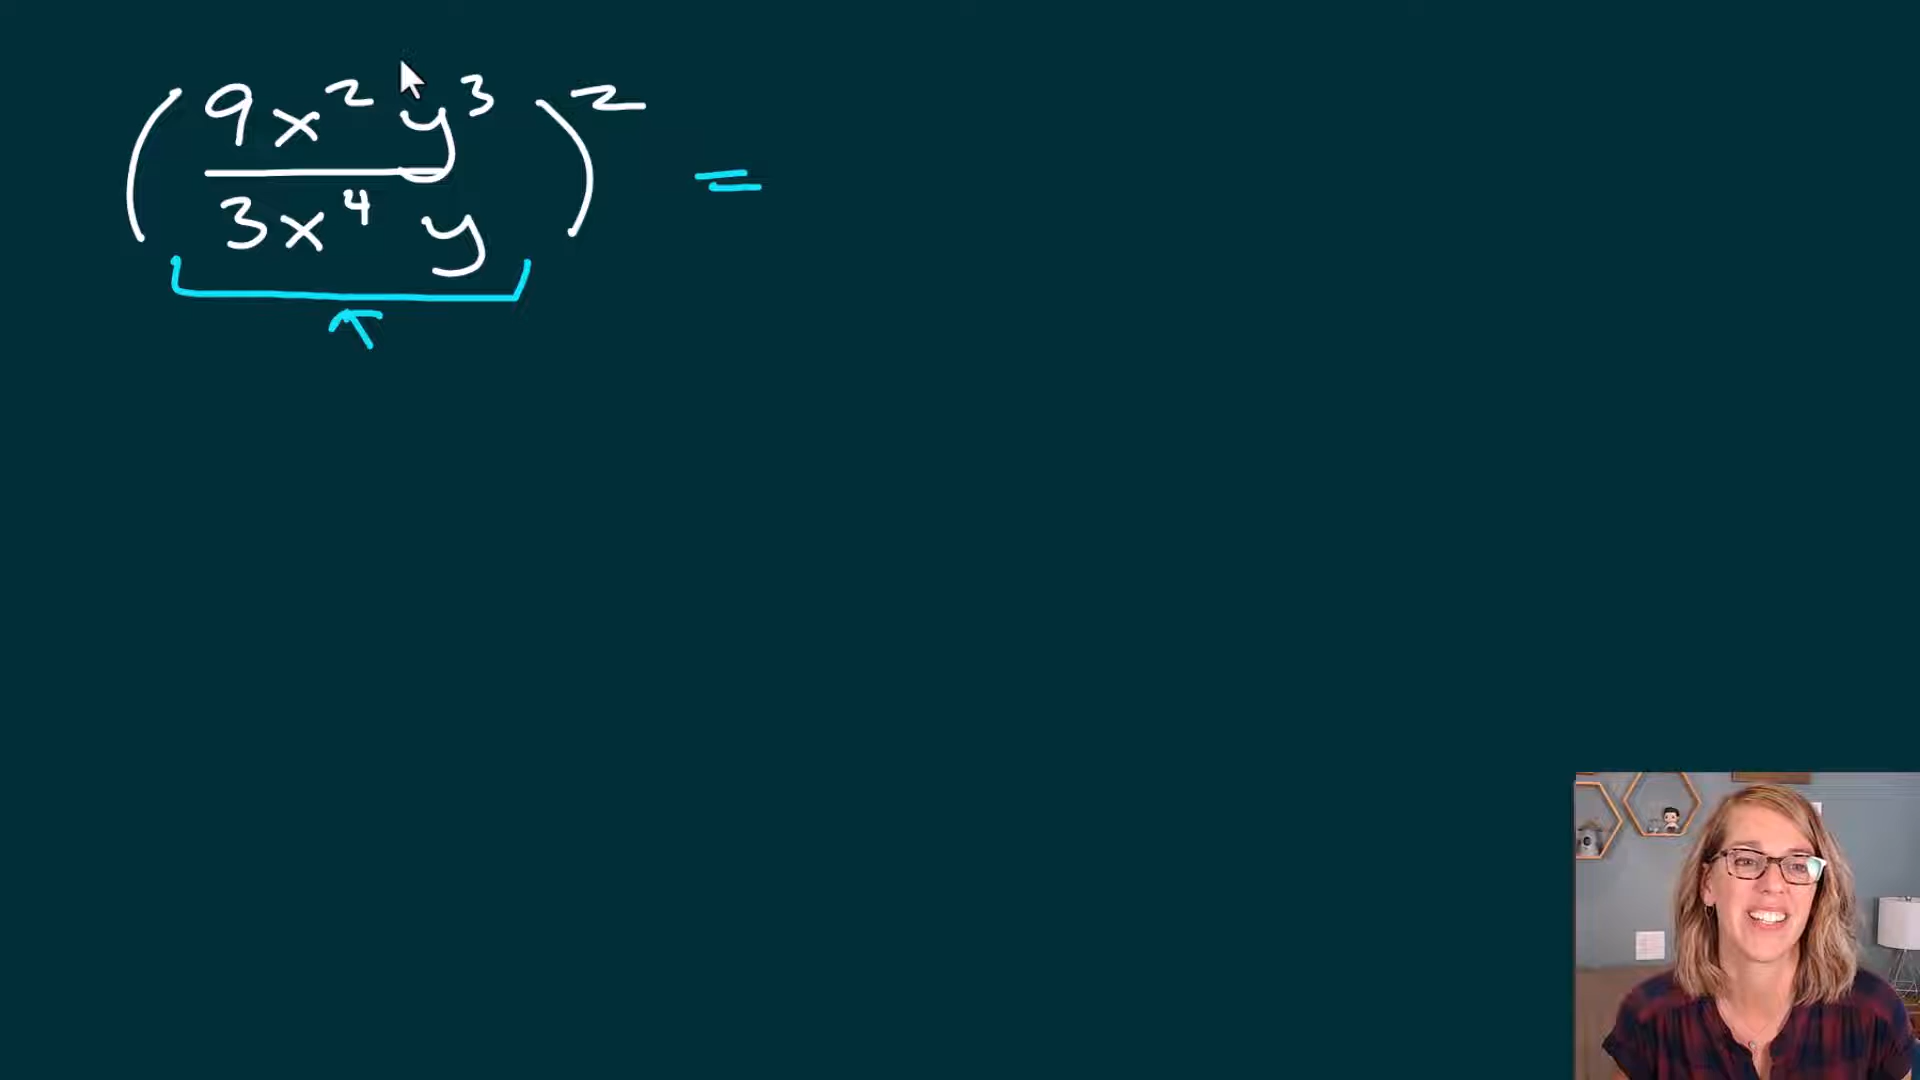 (9x² y³ / 3x⁴ y)² =